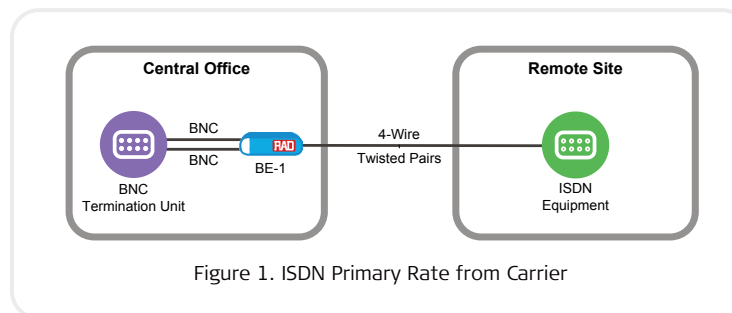 Central Office
Remote Site
BNC
BNC
RAD
BE-1
4-Wire
Twisted Pairs
BNC
Termination Unit
ISDN
Equipment
Figure 1. ISDN Primary Rate from Carrier